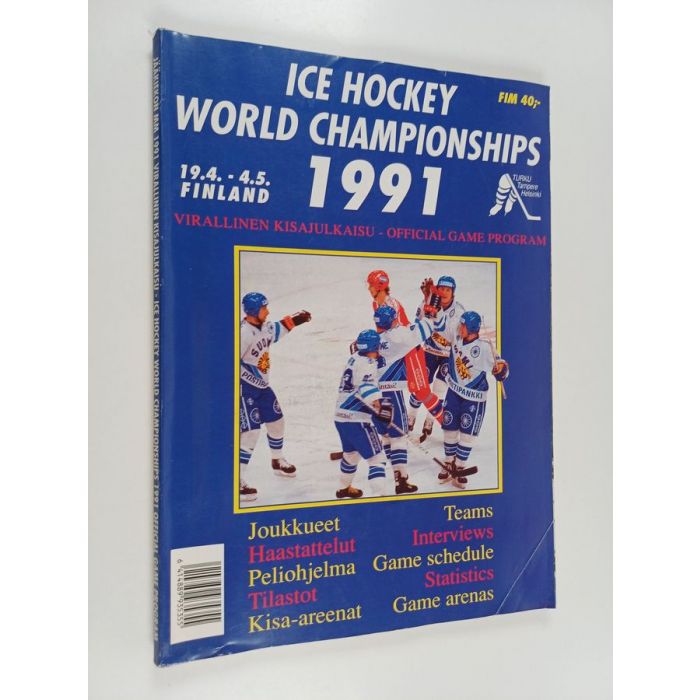 ICE HOCKEY
WORLD CHAMPIONSHIPS
1991
FIM 40;-
19.4. - 4.5.
FINLAND
TURKU
Tampere
Helsinki
VIRALLINEN KISAJULKAISU - OFFICIAL GAME PROGRAM
SUOMI
POSTIPANKKI
Joukkueet
Haastattelut
Peliohjelma
Tilastot
Kisa-areenat
Teams
Interviews
Game schedule
Statistics
Game arenas
JÄÄKIEKON MM 1991 VIRALLINEN KISAJULKAISU - ICE HOCKEY WORLD CHAMPIONSHIPS 1991 OFFICIAL GAME PROGRAM